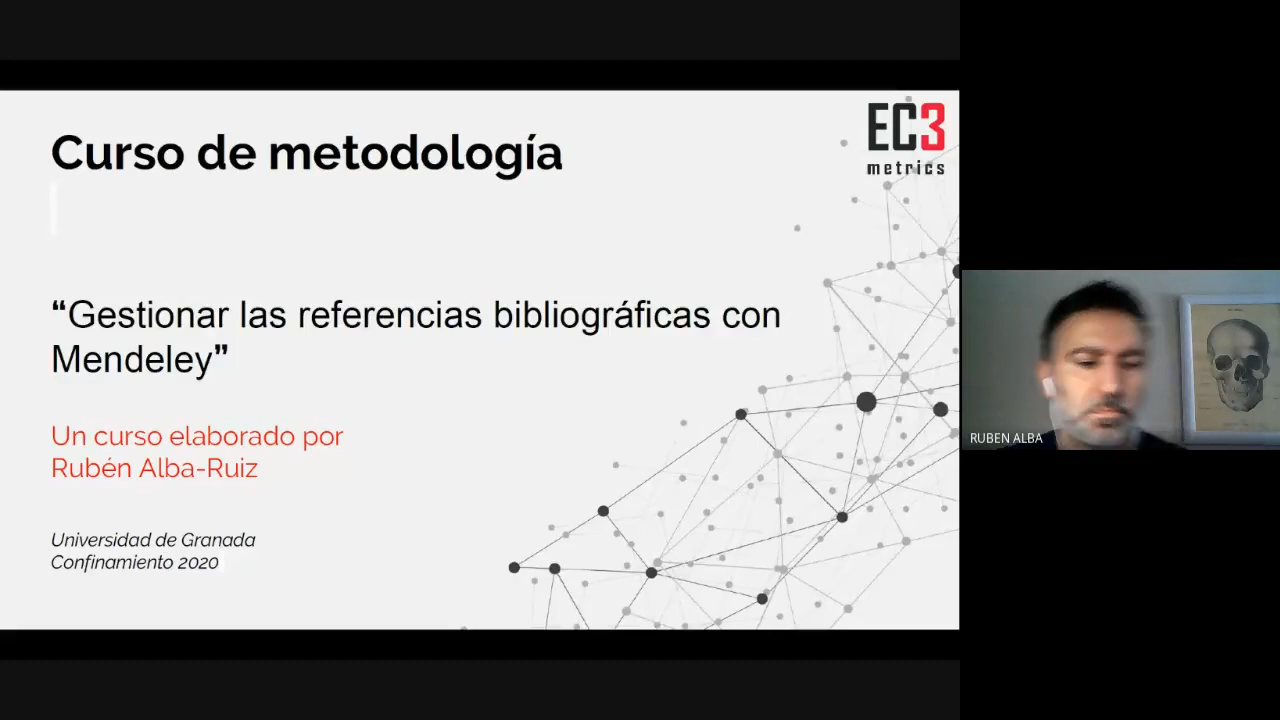 Curso de metodología
EC3
metrics
“Gestionar las referencias bibliográficas con
Mendeley”
Un curso elaborado por
Rubén Alba-Ruiz
Universidad de Granada
Confinamiento 2020
RUBEN ALBA